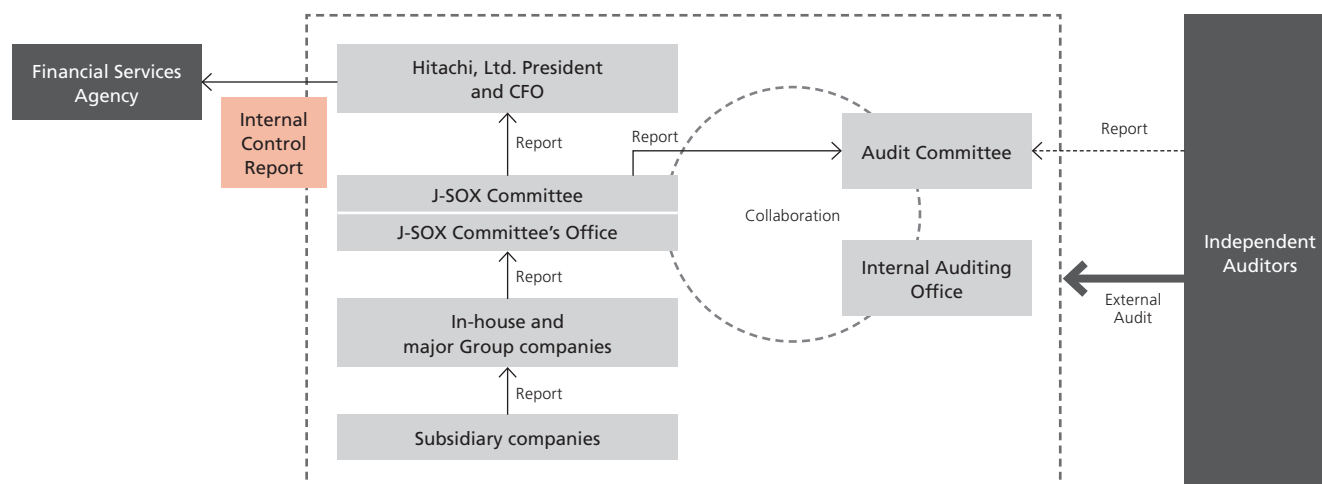 Financial Services
Agency
Internal
Control
Report
Hitachi, Ltd. President
and CFO
Report
Report
J-SOX Committee
J-SOX Committee's Office
Report
In-house and
major Group companies
Report
Subsidiary companies
Collaboration
Audit Committee
Internal Auditing
Office
Report
External
Audit
Independent
Auditors